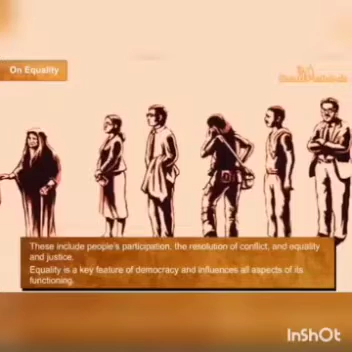 On Equality
These include people's participation, the resolution of conflict, and equality
and justice.
Equality is a key feature of democracy and influences all aspects of its
functioning.
InShOt